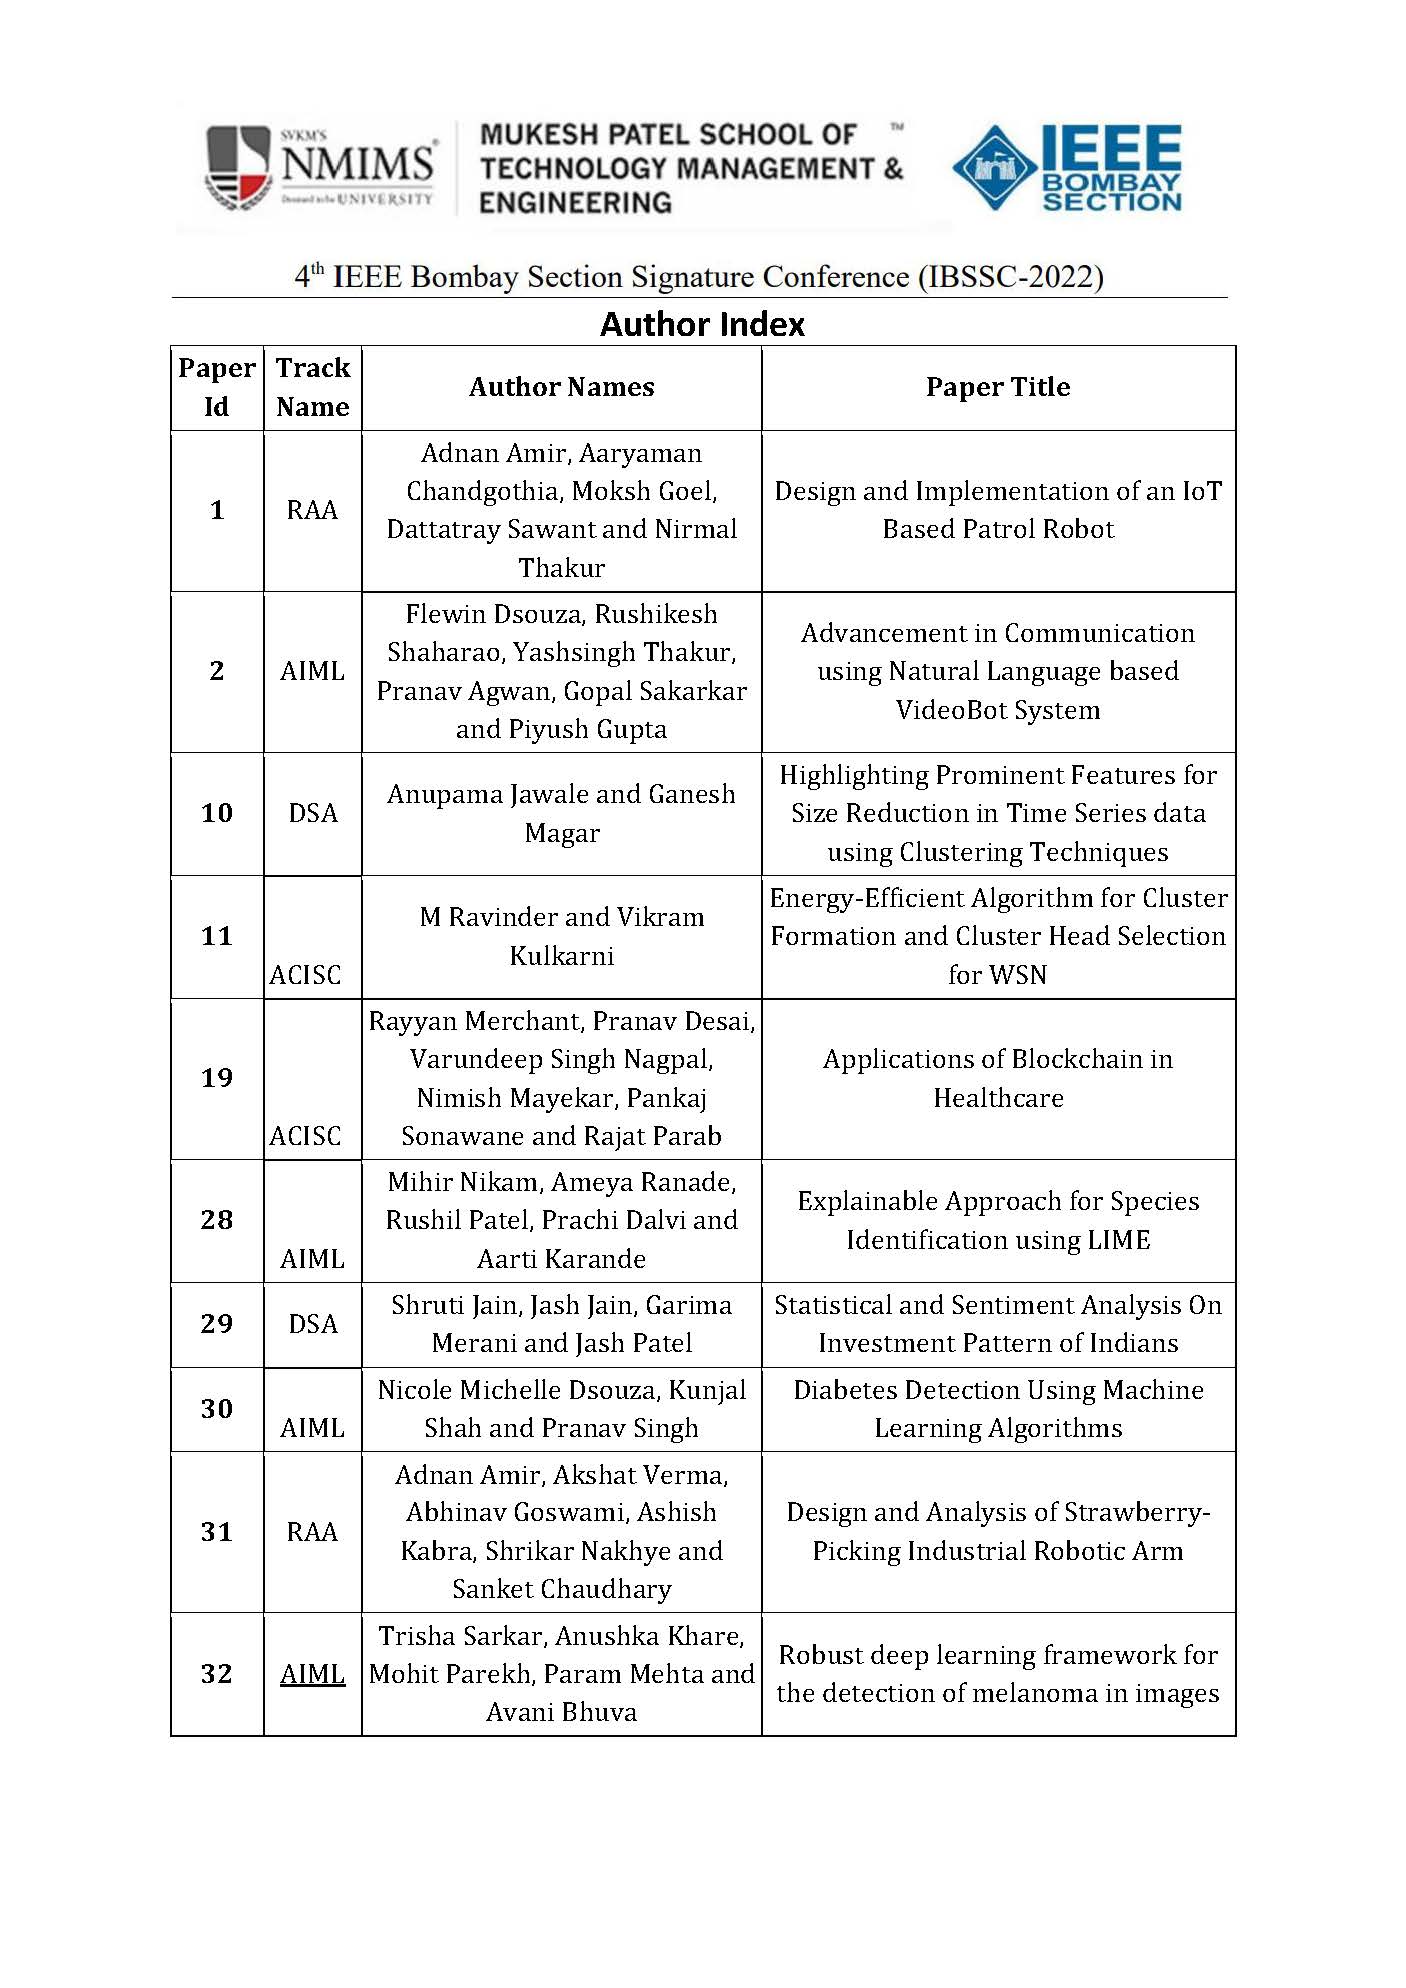 SVKM'S
NMIMS®
Deemed to be UNIVERSITY
MUKESH PATEL SCHOOL OF ™
TECHNOLOGY MANAGEMENT &
ENGINEERING
IEEE
BOMBAY
SECTION
4th IEEE Bombay Section Signature Conference (IBSSC-2022)
Author Index
Paper Id
Track Name
Author Names
Paper Title
1
RAA
Adnan Amir, Aaryaman
Chandgothia, Moksh Goel,
Dattatray Sawant and Nirmal
Thakur
Design and Implementation of an IoT
Based Patrol Robot
2
AIML
Flewin Dsouza, Rushikesh
Shaharao, Yashsingh Thakur,
Pranav Agwan, Gopal Sakarkar
and Piyush Gupta
Advancement in Communication
using Natural Language based
VideoBot System
10
DSA
Anupama Jawale and Ganesh
Magar
Highlighting Prominent Features for
Size Reduction in Time Series data
using Clustering Techniques
11
ACISC
M Ravinder and Vikram
Kulkarni
Energy-Efficient Algorithm for Cluster
Formation and Cluster Head Selection
for WSN
19
ACISC
Rayyan Merchant, Pranav Desai,
Varundeep Singh Nagpal,
Nimish Mayekar, Pankaj
Sonawane and Rajat Parab
Applications of Blockchain in
Healthcare
28
AIML
Mihir Nikam, Ameya Ranade,
Rushil Patel, Prachi Dalvi and
Aarti Karande
Explainable Approach for Species
Identification using LIME
29
DSA
Shruti Jain, Jash Jain, Garima
Merani and Jash Patel
Statistical and Sentiment Analysis On
Investment Pattern of Indians
30
AIML
Nicole Michelle Dsouza, Kunjal
Shah and Pranav Singh
Diabetes Detection Using Machine
Learning Algorithms
31
RAA
Adnan Amir, Akshat Verma,
Abhinav Goswami, Ashish
Kabra, Shrikar Nakhye and
Sanket Chaudhary
Design and Analysis of Strawberry-
Picking Industrial Robotic Arm
32
AIML
Trisha Sarkar, Anushka Khare,
Mohit Parekh, Param Mehta and
Avani Bhuva
Robust deep learning framework for
the detection of melanoma in images